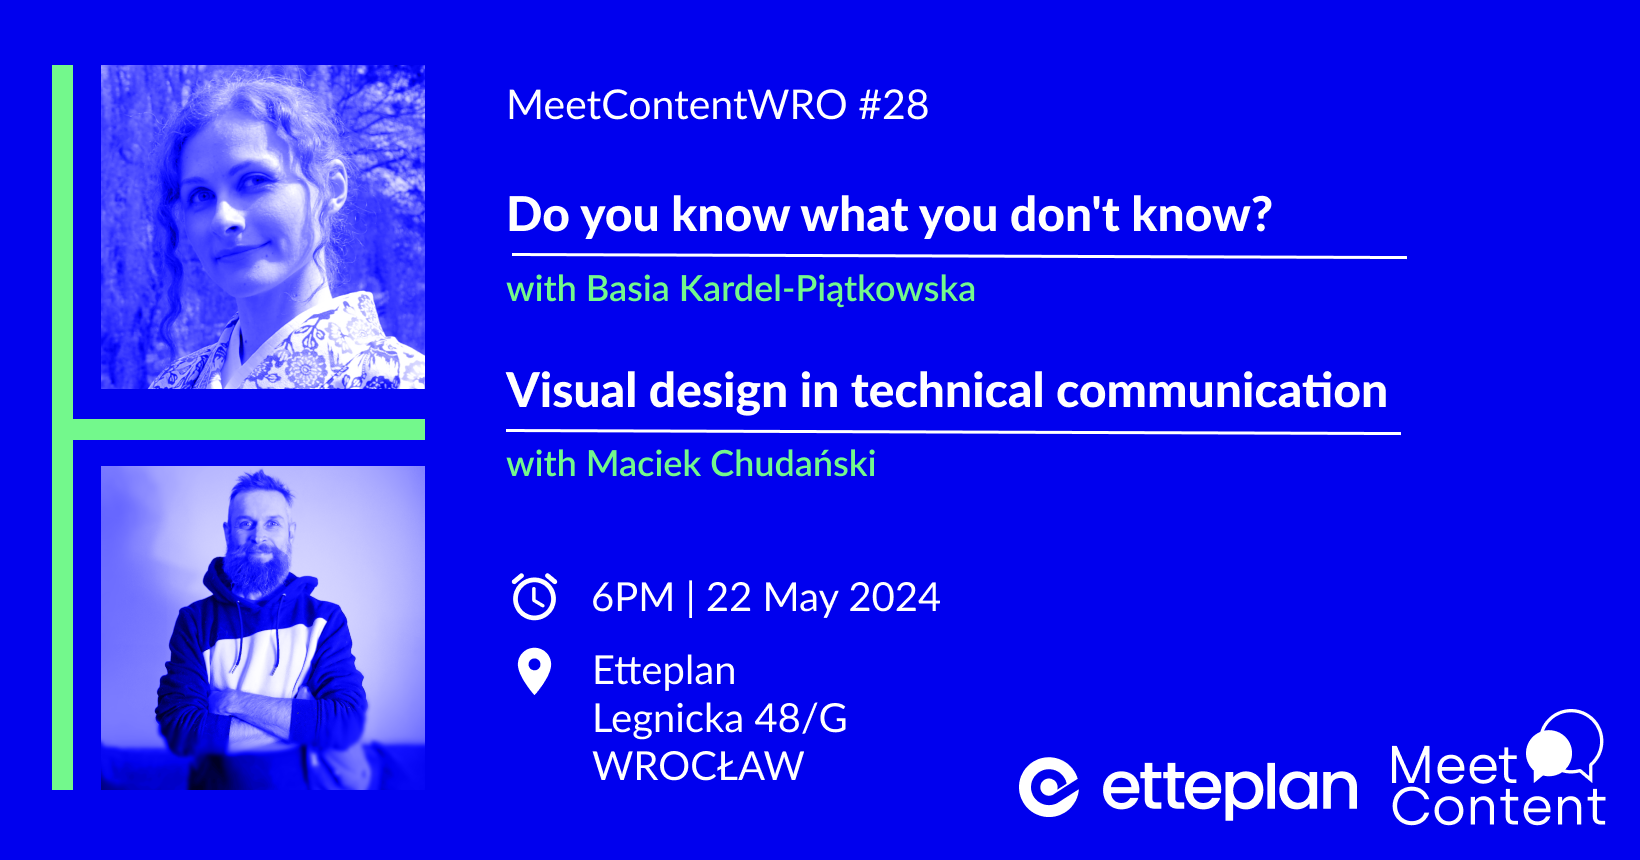 MeetContentWRO #28
Do you know what you don't know?
with Basia Kardel-Piątkowska
Visual design in technical communication
with Maciek Chudański
6PM | 22 May 2024
Etteplan
Legnicka 48/G
WROCŁAW
etteplan
Meet
Content